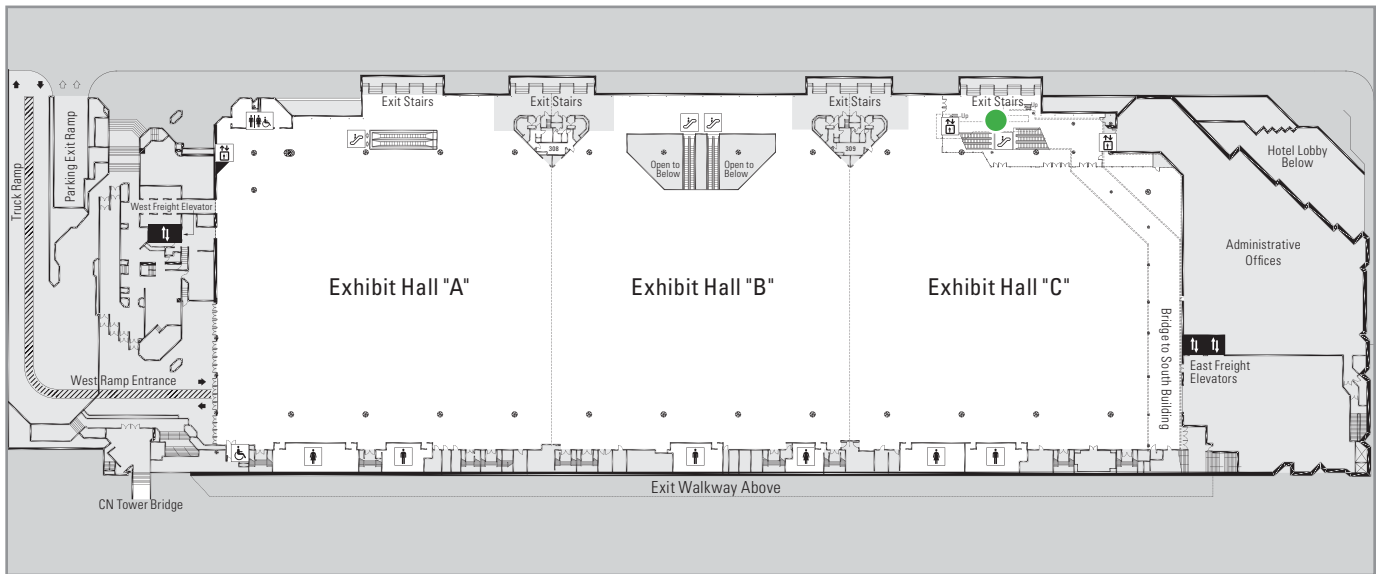 Exit Stairs
Exit Stairs
Exit Stairs
Exit Stairs
Up
308
309
Open to
Below
Open to
Below
Hotel Lobby
Below
Truck Ramp
Parking Exit Ramp
West Freight Elevator
Administrative
Offices
Exhibit Hall "A"
Exhibit Hall "B"
Exhibit Hall "C"
Bridge to South Building
West Ramp Entrance
East Freight
Elevators
Exit Walkway Above
CN Tower Bridge